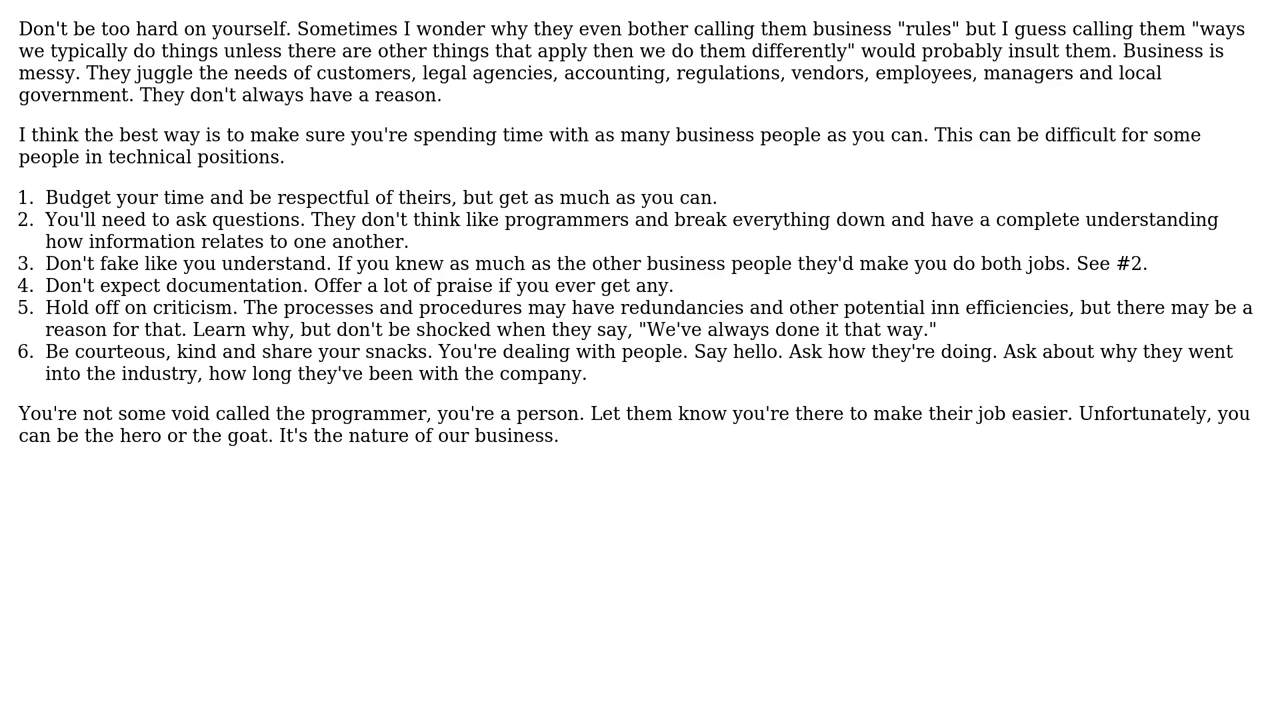 Don't be too hard on yourself. Sometimes I wonder why they even bother calling them business "rules" but I guess calling them "ways
we typically do things unless there are other things that apply then we do them differently" would probably insult them. Business is
messy. They juggle the needs of customers, legal agencies, accounting, regulations, vendors, employees, managers and local
government. They don't always have a reason.
I think the best way is to make sure you're spending time with as many business people as you can. This can be difficult for some
people in technical positions.
1. Budget your time and be respectful of theirs, but get as much as you can.
2. You'll need to ask questions. They don't think like programmers and break everything down and have a complete understanding
how information relates to one another.
3. Don't fake like you understand. If you knew as much as the other business people they'd make you do both jobs. See #2.
4. Don't expect documentation. Offer a lot of praise if you ever get any.
5. Hold off on criticism. The processes and procedures may have redundancies and other potential inn efficiencies, but there may be a
reason for that. Learn why, but don't be shocked when they say, "We've always done it that way."
6. Be courteous, kind and share your snacks. You're dealing with people. Say hello. Ask how they're doing. Ask about why they went
into the industry, how long they've been with the company.
You're not some void called the programmer, you're a person. Let them know you're there to make their job easier. Unfortunately, you
can be the hero or the goat. It's the nature of our business.